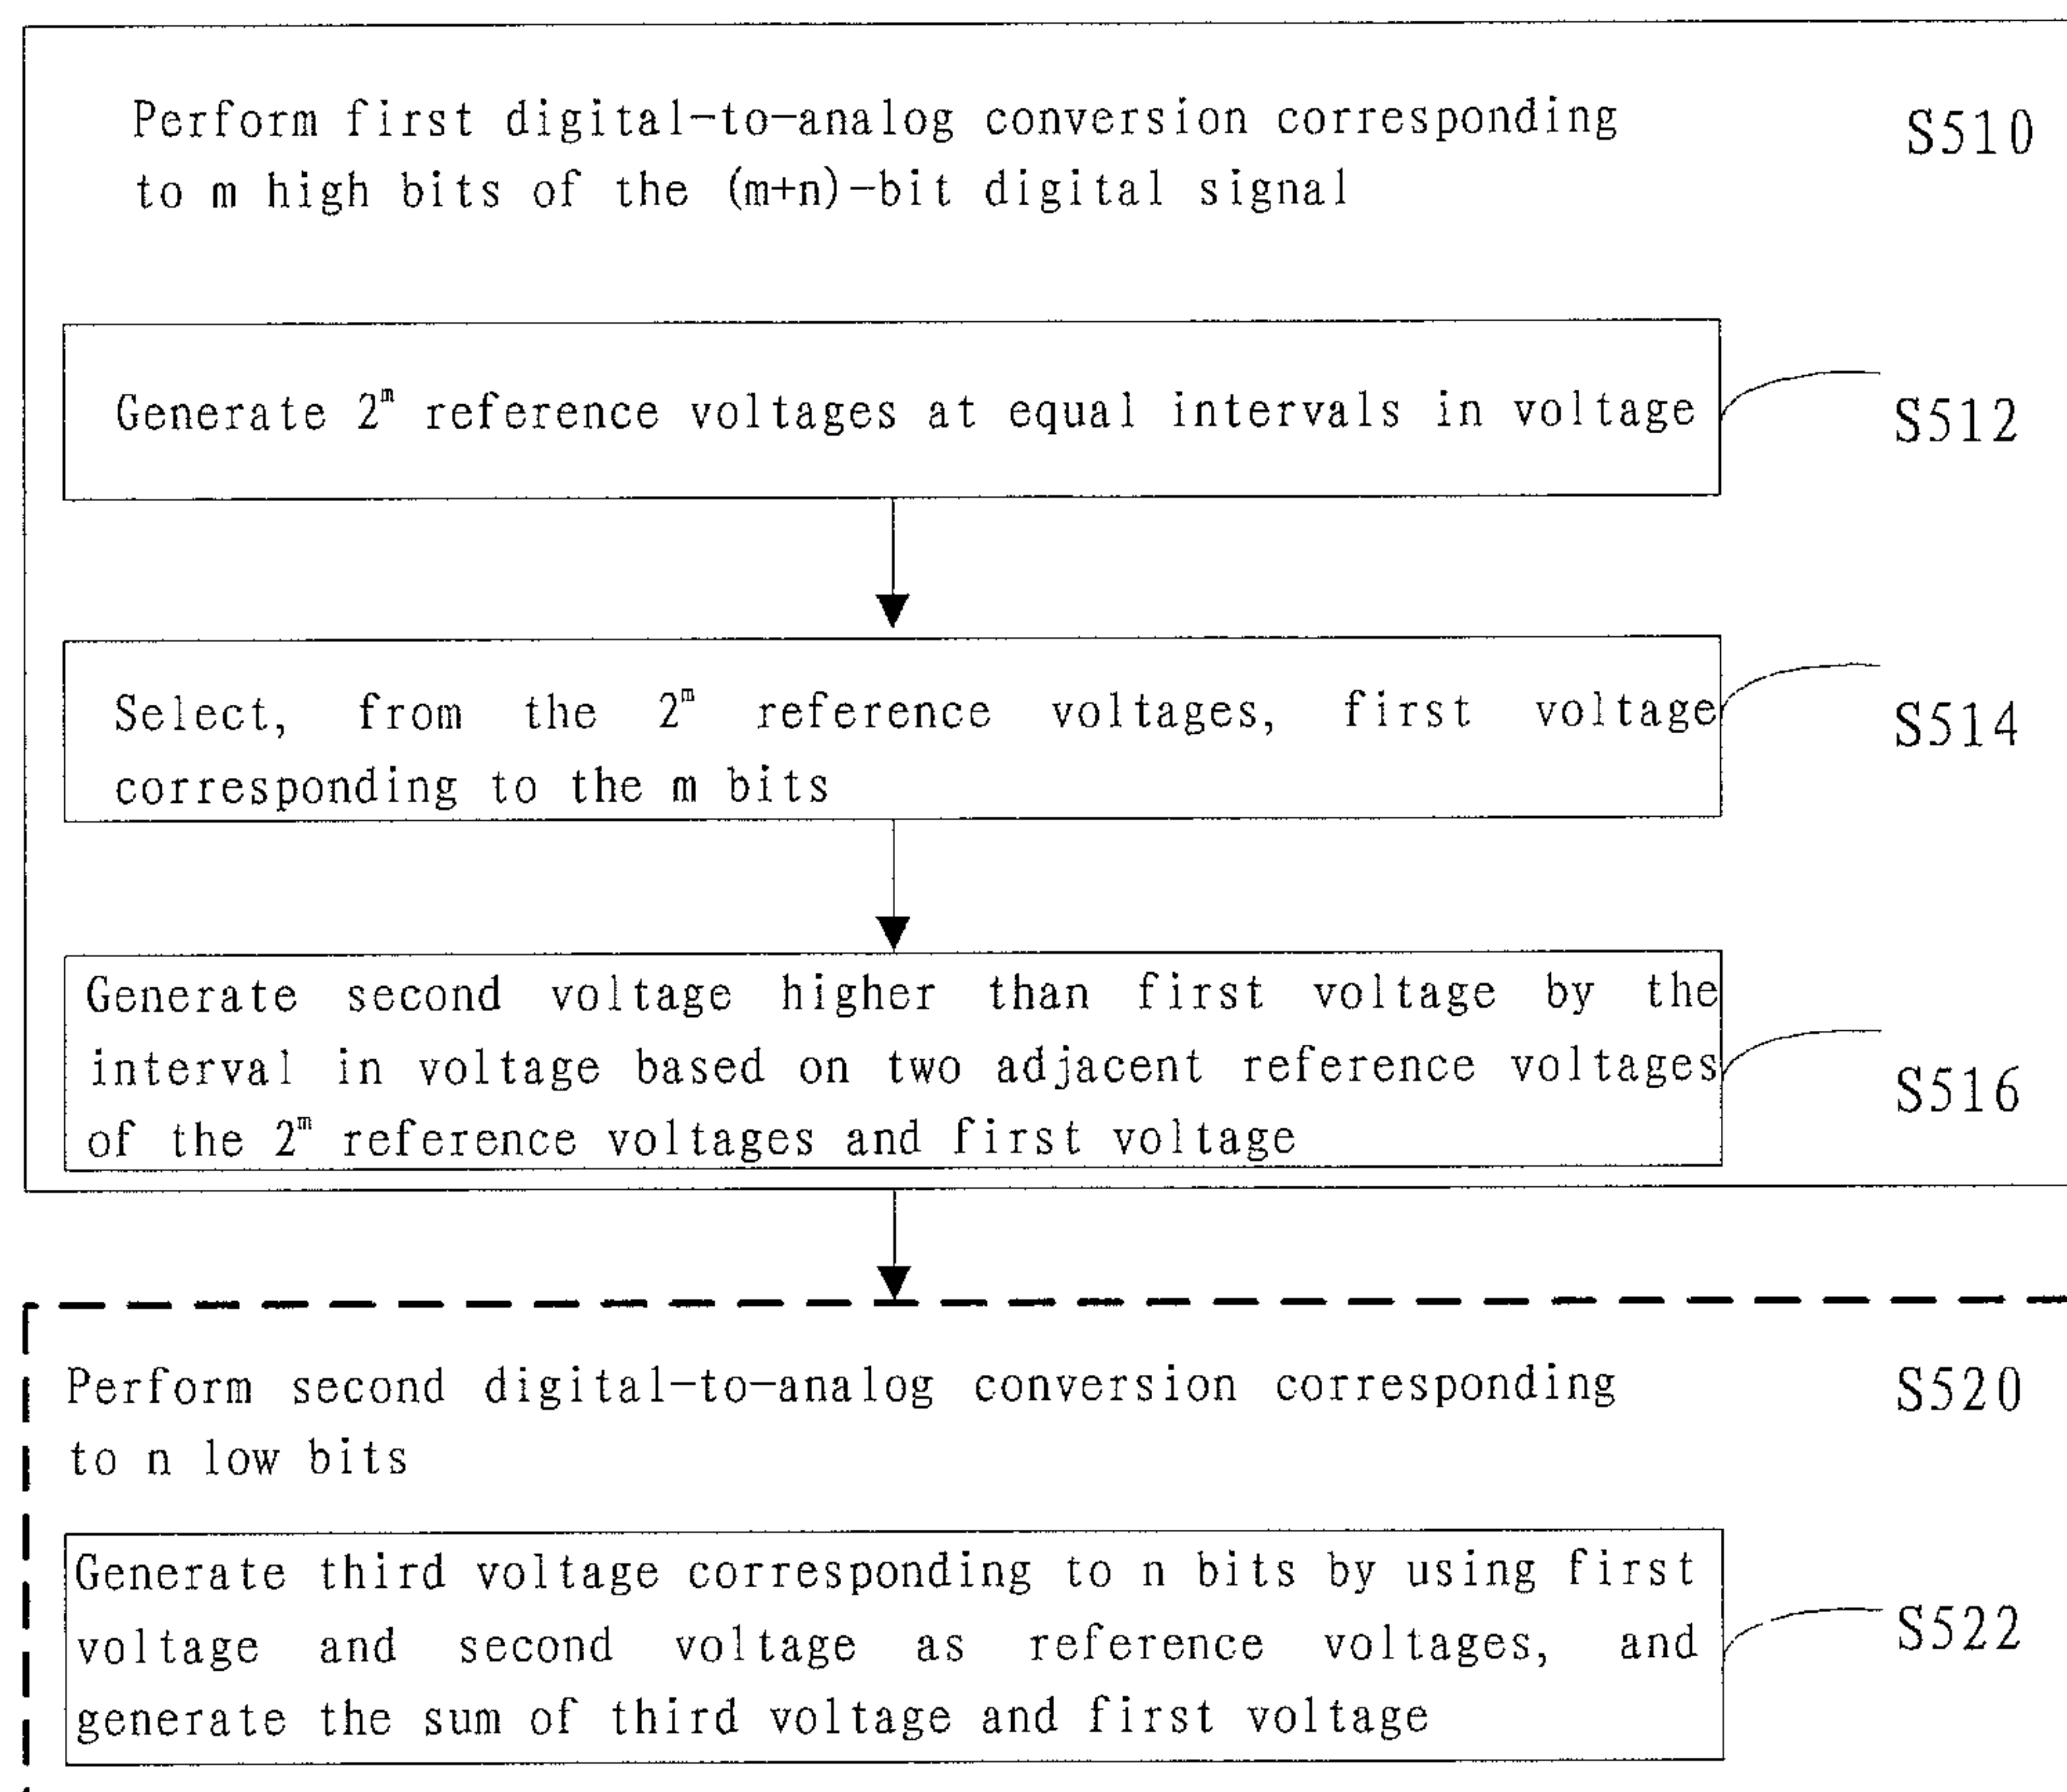 Perform first digital-to-analog conversion corresponding
to m high bits of the (m+n)-bit digital signal
S510
Generate 2^m reference voltages at equal intervals in voltage
S512
Select, from the 2^m reference voltages, first voltage
corresponding to the m bits
S514
Generate second voltage higher than first voltage by the
interval in voltage based on two adjacent reference voltages
of the 2^m reference voltages and first voltage
S516
Perform second digital-to-analog conversion corresponding
to n low bits
S520
Generate third voltage corresponding to n bits by using first
voltage and second voltage as reference voltages, and
generate the sum of third voltage and first voltage
S522